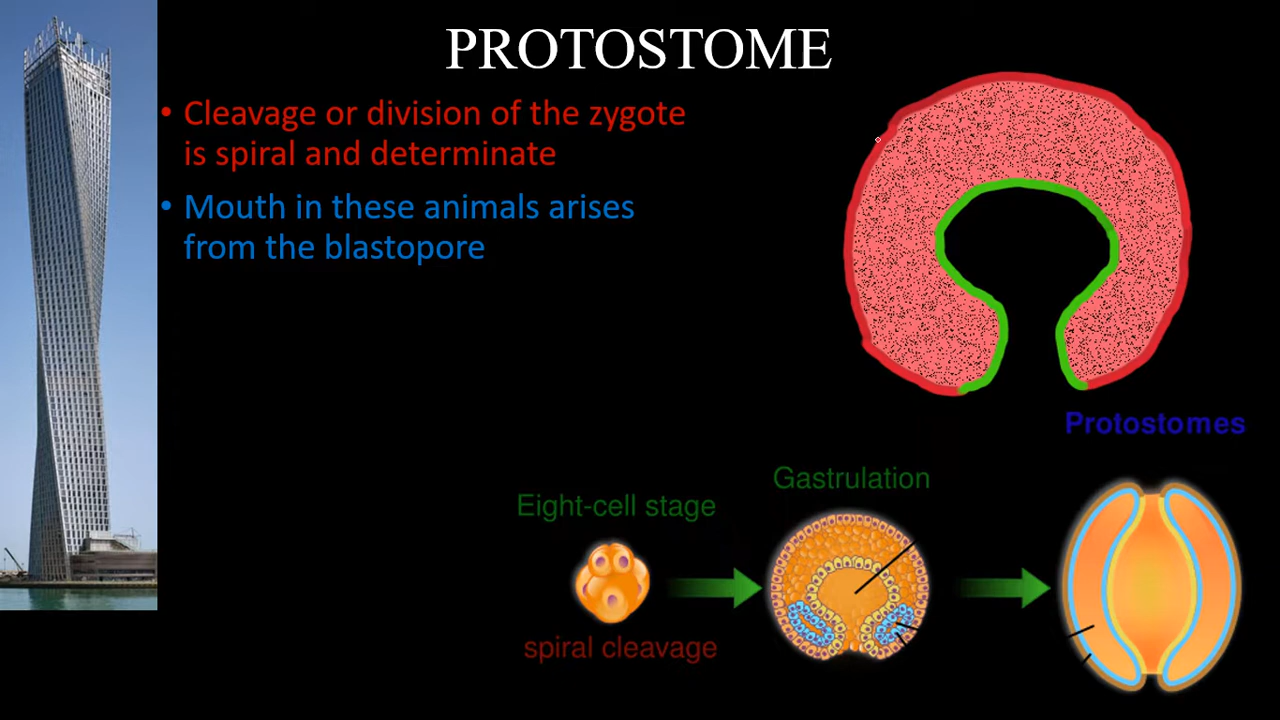 PROTOSTOME
• Cleavage or division of the zygote
is spiral and determinate
• Mouth in these animals arises
from the blastopore
Protostomes
Gastrulation
Eight-cell stage
spiral cleavage